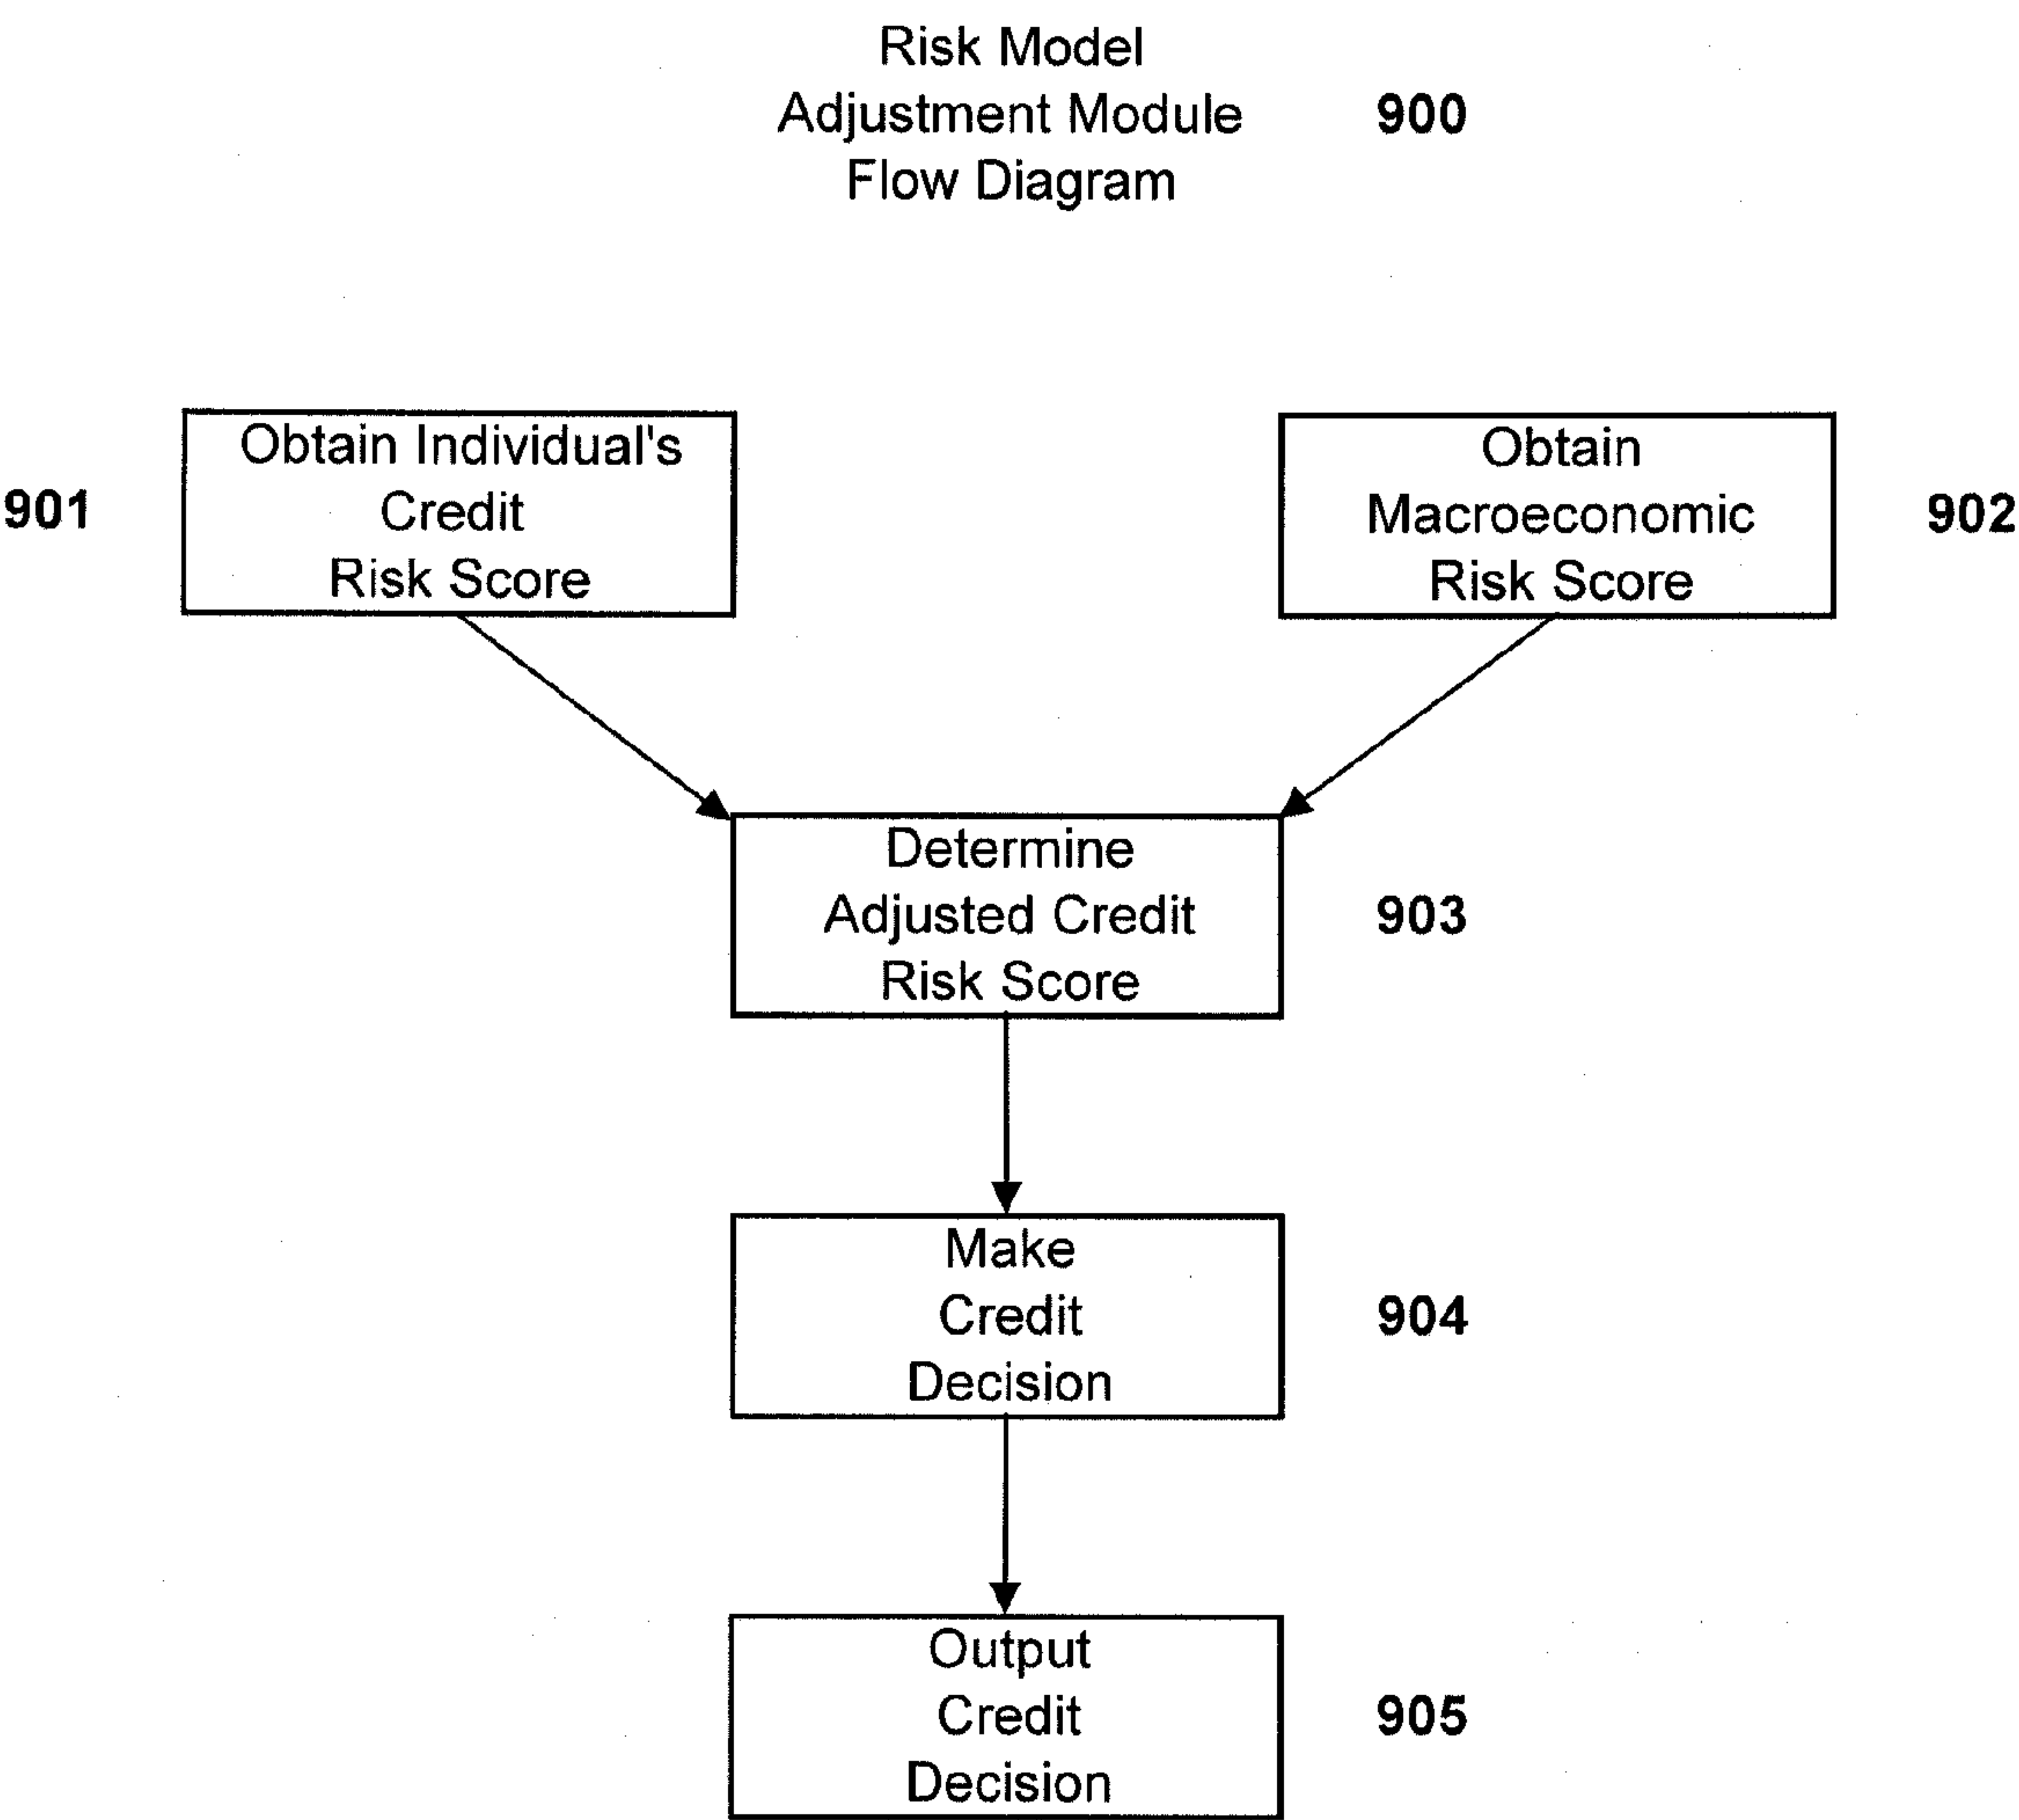 Risk Model
Adjustment Module 900
Flow Diagram
Obtain Individual's
Credit
Risk Score
901
Obtain
Macroeconomic
Risk Score
902
Determine
Adjusted Credit
Risk Score
903
Make
Credit
Decision
904
Output
Credit
Decision
905